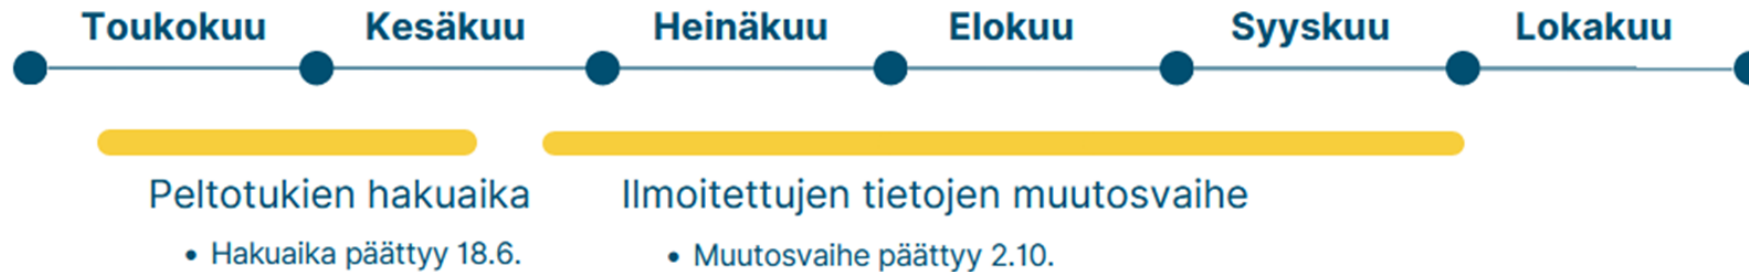 Toukokuu Kesäkuu Heinäkuu Elokuu Syyskuu Lokakuu
Peltotukien hakuaika
• Hakuaika päättyy 18.6.
Ilmoitettujen tietojen muutosvaihe
• Muutosvaihe päättyy 2.10.